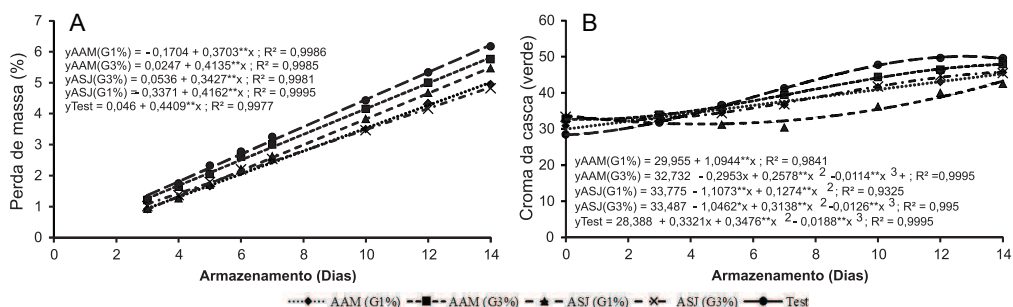 A
Perda de massa (%)
7
6
5
4
3
2
1
0
yAAM(G1%) = - 0,1704 + 0,3703**x ; R² = 0,9986
yAAM(G3%) = 0,0247 + 0,4135**x ; R² = 0,9985
yASJ(G3%) = 0,0536 + 0,3427**x ; R² = 0,9981
yASJ(G1%) = -0,3371 + 0,4162**x ; R² = 0,9995
yTest = 0,046 + 0,4409**x ; R² = 0,9977
0 2 4 6 8 10 12 14
Armazenamento (Dias)
B
Croma da casca (verde)
60
50
40
30
20
10
0
yAAM(G1%) = 29,955 + 1,0944**x ; R² = 0,9841
yAAM(G3%) = 32,732 - 0,2953x + 0,2578**x 2 -0,0114**x 3 + ; R² =0,9995
yASJ(G1%) = 33,775 - 1,1073**x + 0,1274**x 2; R² = 0,9325
yASJ(G3%) = 33,487 - 1,0462*x + 0,3138**x 2 -0,0126**x 3 ; R² = 0,995
yTest = 28,388 + 0,3321x + 0,3476**x 2 - 0,0188**x 3 ; R² = 0,9995
0 2 4 6 8 10 12 14
Armazenamento (Dias)
AAM (G1%) AAM (G3%) ASJ (G1%) ASJ (G3%) Test